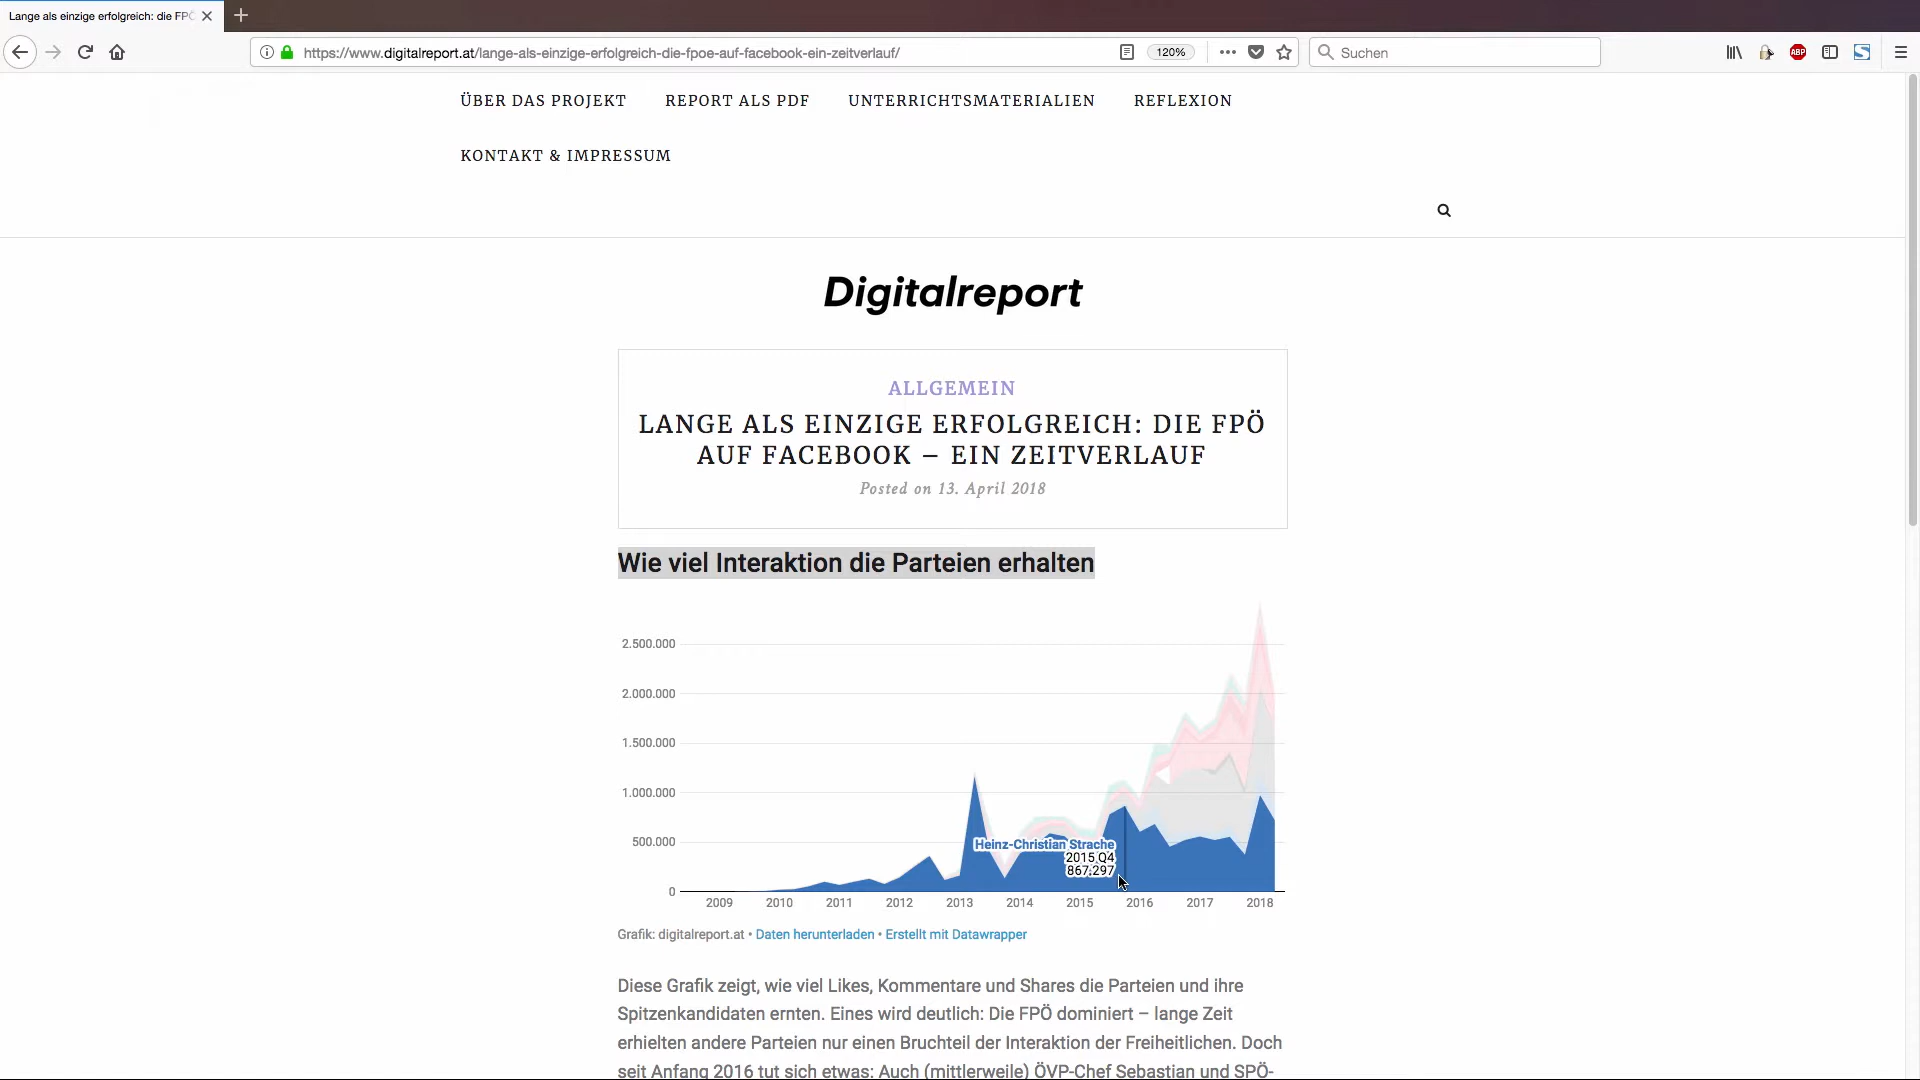 Lange als einzige erfolgreich: die FPÖ
https://www.digitalreport.at/lange-als-einzige-erfolgreich-die-fpoe-auf-facebook-ein-zeitverlauf/
120%
Suchen
ABP
ÜBER DAS PROJEKT
REPORT ALS PDF
UNTERRICHTSMATERIALIEN
REFLEXION
KONTAKT & IMPRESSUM
Digitalreport
ALLGEMEIN
LANGE ALS EINZIGE ERFOLGREICH: DIE FPÖ
AUF FACEBOOK – EIN ZEITVERLAUF
Posted on 13. April 2018
Wie viel Interaktion die Parteien erhalten
2.500.000
2.000.000
1.500.000
1.000.000
500.000
0
Heinz-Christian Strache
2015 Q4
867.297
2009 2010 2011 2012 2013 2014 2015 2016 2017 2018
Grafik: digitalreport.at • Daten herunterladen • Erstellt mit Datawrapper
Diese Grafik zeigt, wie viel Likes, Kommentare und Shares die Parteien und ihre
Spitzenkandidaten ernten. Eines wird deutlich: Die FPÖ dominiert – lange Zeit
erhielten andere Parteien nur einen Bruchteil der Interaktion der Freiheitlichen. Doch
seit Anfang 2016 tut sich etwas: Auch (mittlerweile) ÖVP-Chef Sebastian und SPÖ-